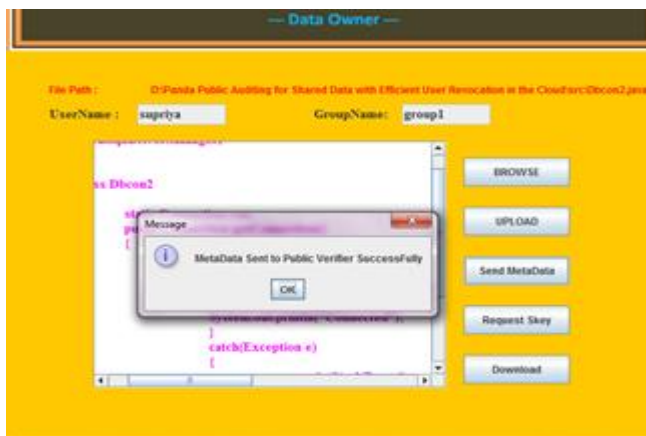 --- Data Owner ---
File Path : D:\Panda Public Auditing for Shared Data with Efficient User Revocation in the Cloud\src\Dbcon2.java
UserName : supriya GroupName: group1
BROWSE
ss Dbcon2
UPLOAD
Message
MetaData Sent to Public Verifier SuccessFully
Send MetaData
OK
}
Request Skey
catch(Exception e)
{
Download